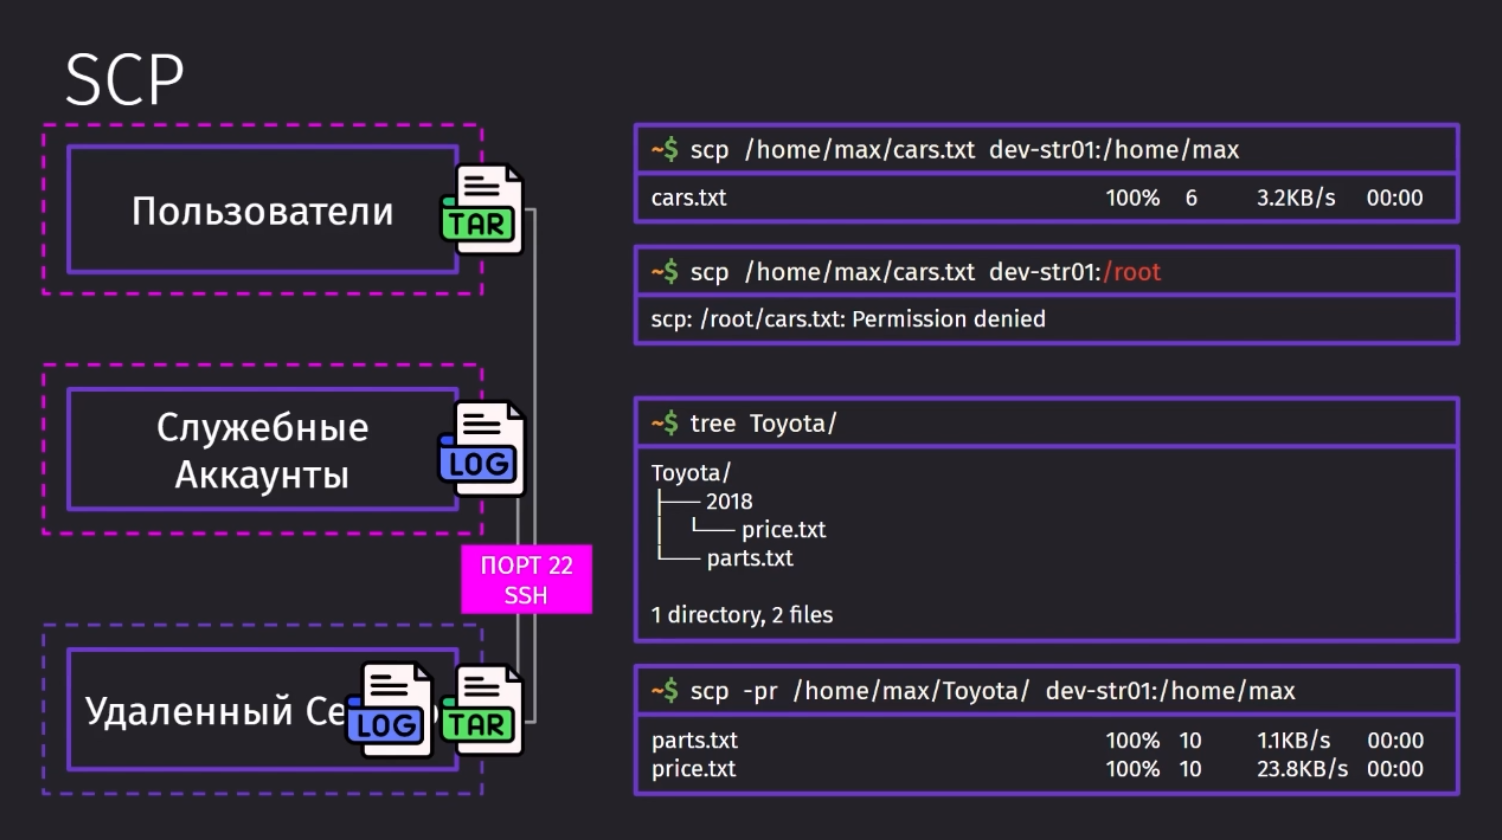 SCP
Пользователи
TAR
Служебные
Аккаунты
LOG
ПОРТ 22
SSH
Удаленный
LOG
TAR
~$ scp /home/max/cars.txt dev-str01:/home/max
cars.txt 100% 6 3.2KB/s 00:00
~$ scp /home/max/cars.txt dev-str01:/root
scp: /root/cars.txt: Permission denied
~$ tree Toyota/
Toyota/
├── 2018
│   └── price.txt
└── parts.txt
1 directory, 2 files
~$ scp -pr /home/max/Toyota/ dev-str01:/home/max
parts.txt 100% 10 1.1KB/s 00:00
price.txt 100% 10 23.8KB/s 00:00